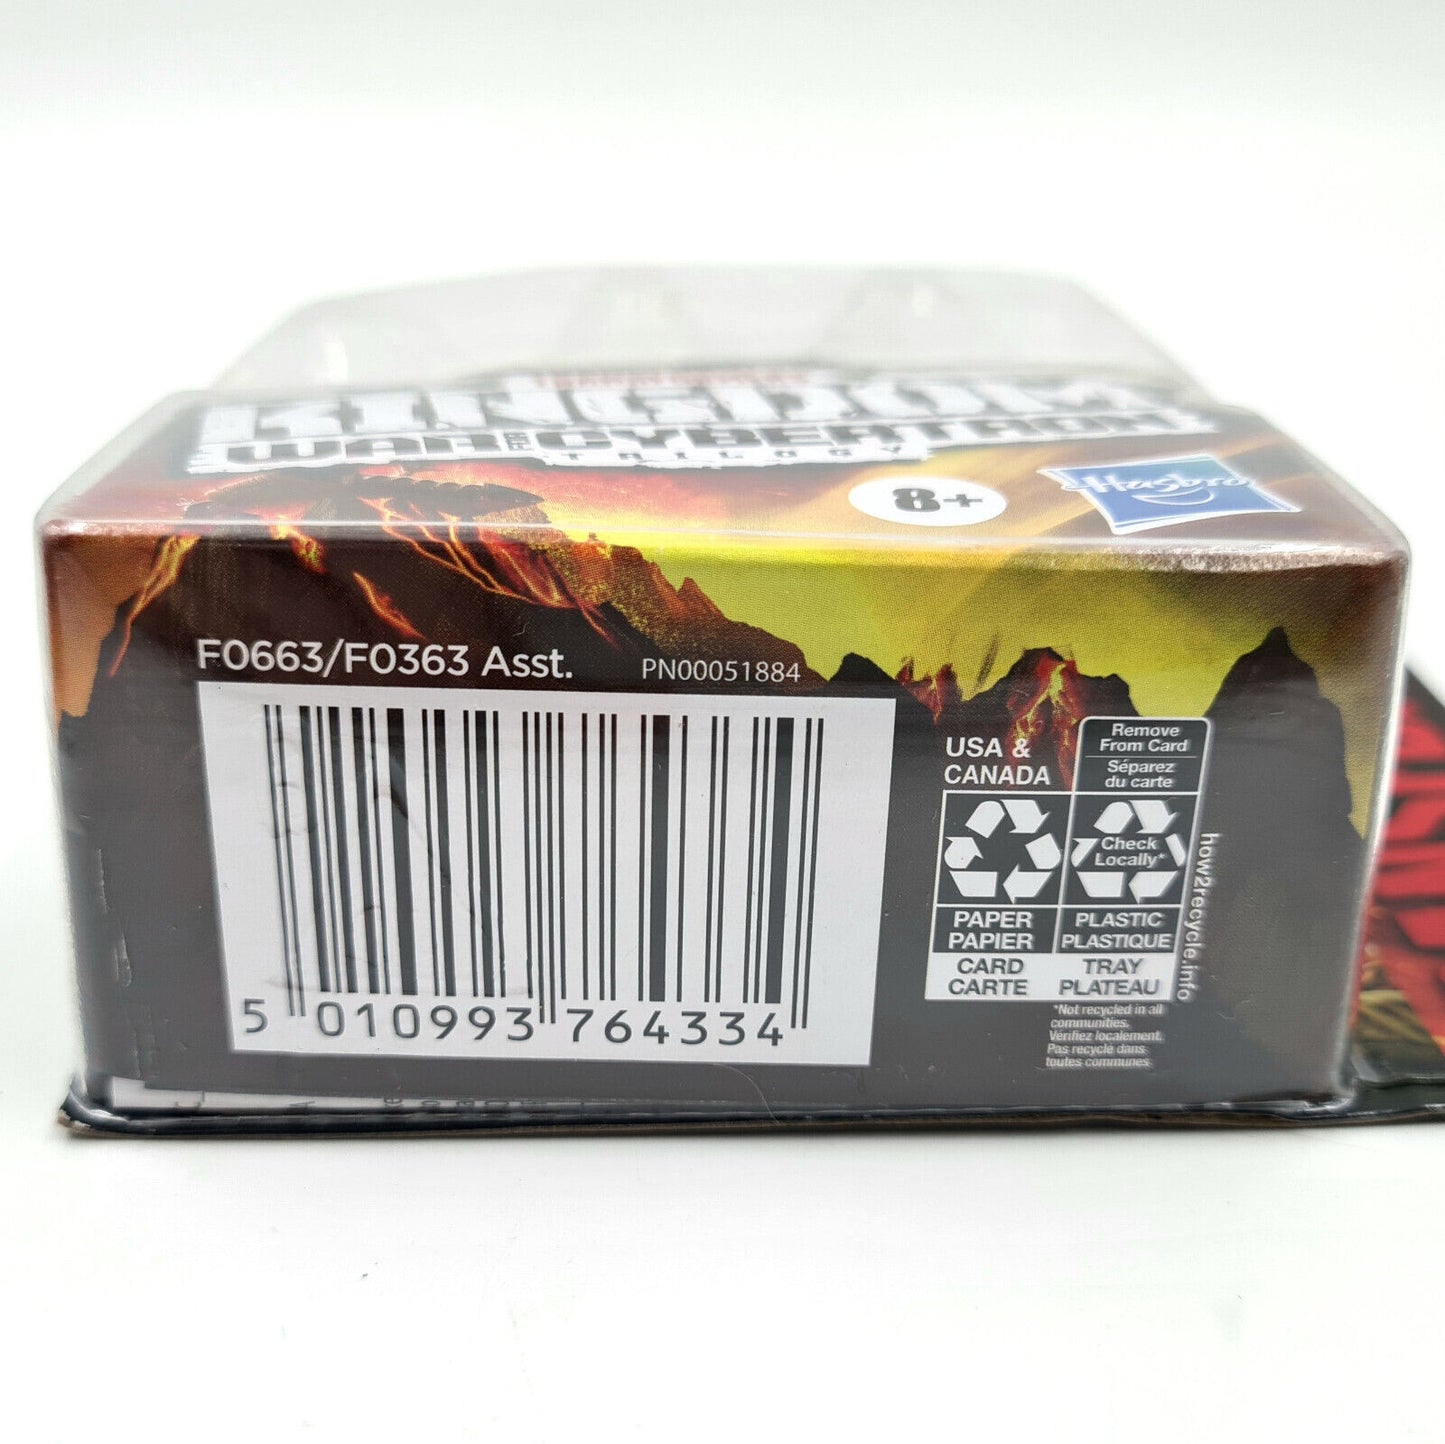 KINGDOM
WAR FOR CYBERTRON
TRILOGY
8+
Hasbro
F0663/F0363 Asst.
PN00051884
5 010993 764334
USA &
CANADA
Remove
From Card
Séparez
du carte
Check
Locally*
PAPER
PAPIER
PLASTIC
PLASTIQUE
CARD
CARTE
TRAY
PLATEAU
how2recycle.info
*Not recycled in all
communities.
Vérifiez localement.
Pas recyclé dans
toutes communes